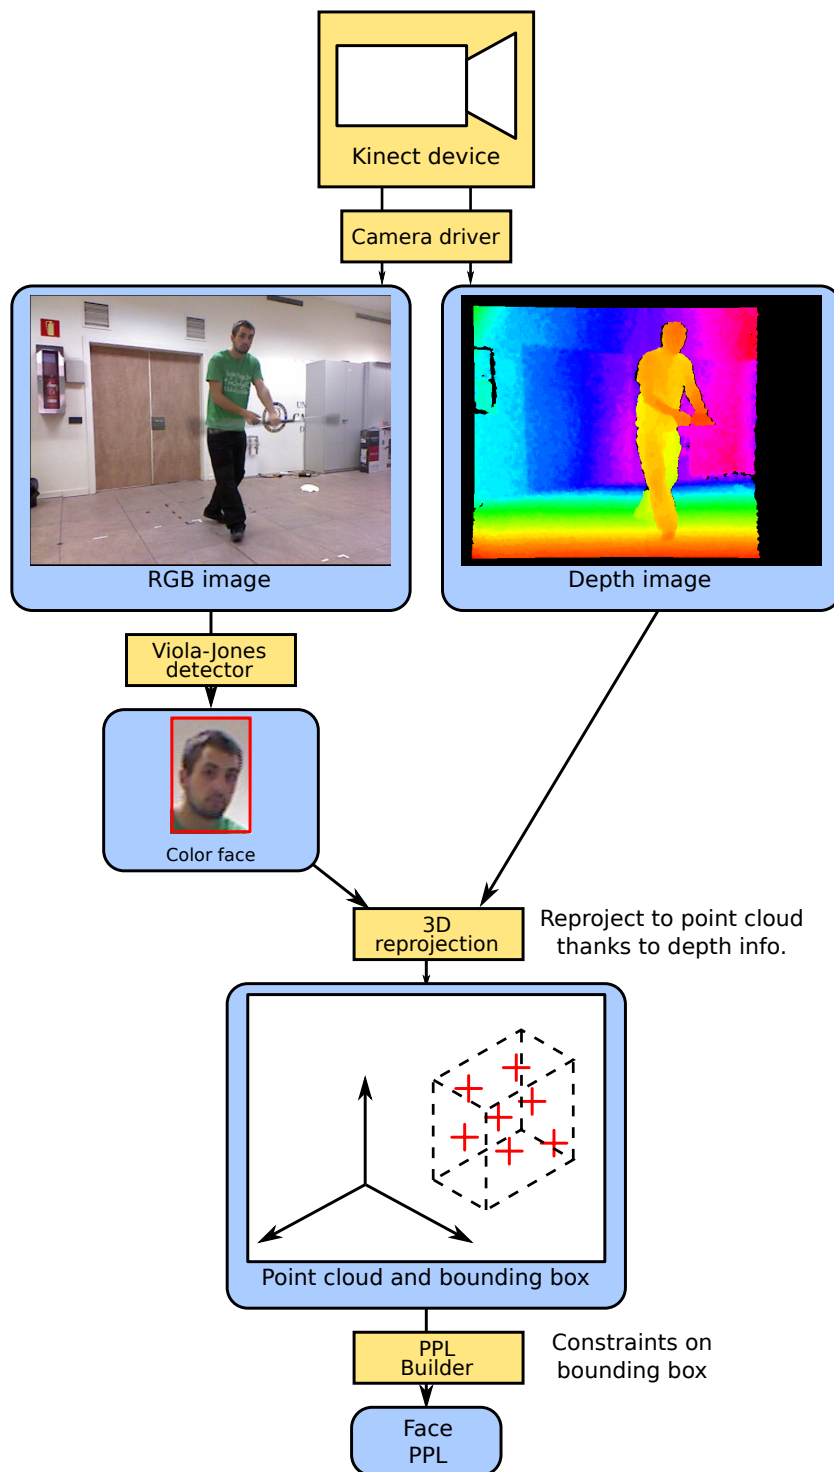 Kinect device
Camera driver
RGB image
Depth image
Viola-Jones
detector
Color face
3D
reprojection
Reproject to point cloud
thanks to depth info.
Point cloud and bounding box
PPL
Builder
Constraints on
bounding box
Face
PPL